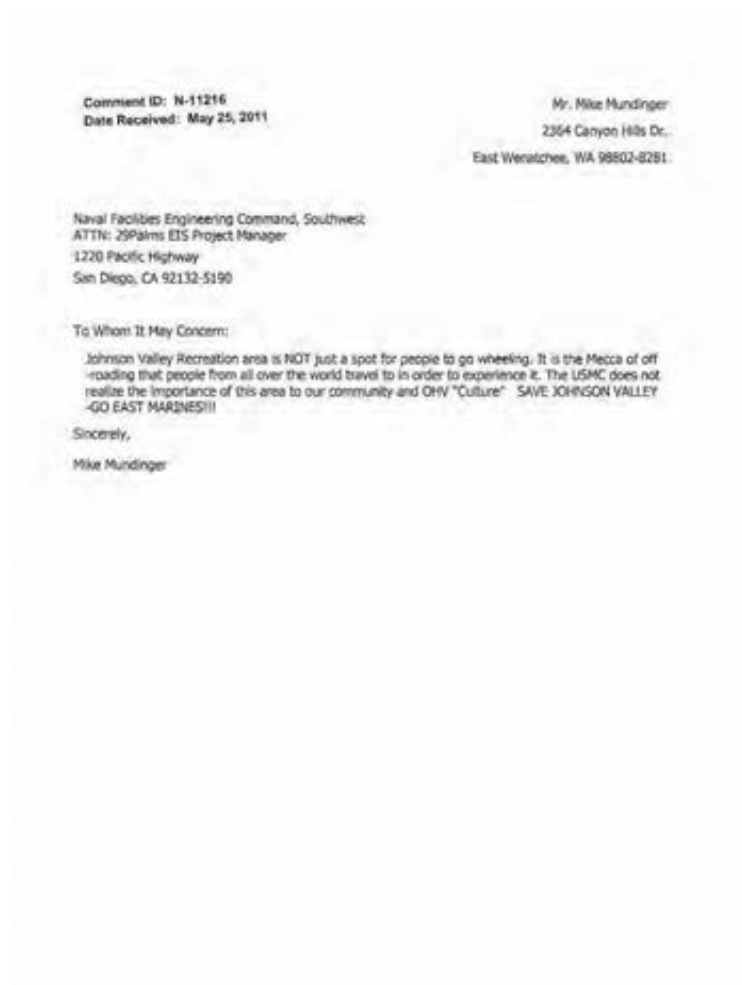 Comment ID: N-11216
Date Received: May 25, 2011
Mr. Mike Mundinger
2364 Canyon Hills Dr.
East Wenatchee, WA 98802-8281
Naval Facilities Engineering Command, Southwest
ATTN: 29Palms EIS Project Manager
1220 Pacific Highway
San Diego, CA 92132-5190
To Whom It May Concern:
Johnson Valley Recreation area is NOT just a spot for people to go wheeling. It is the Mecca of off
-roading that people from all over the world travel to in order to experience it. The USMC does not
realize the importance of this area to our community and OHV "Culture" SAVE JOHNSON VALLEY
-GO EAST MARINES!!!
Sincerely,
Mike Mundinger